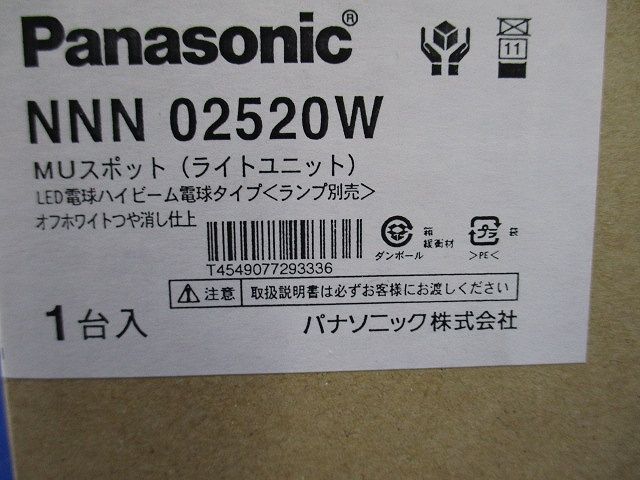 Panasonic®
11
NNN 02520W
MUスポット（ライトユニット）
LED電球ハイビーム電球タイプ<ランプ別売>
オフホワイトつや消し仕上
T4549077293336
ダンボール
箱
緩衝材
プラ
>PE<
袋
注意
取扱説明書は必ずお客様にお渡しください
1台入
パナソニック株式会社